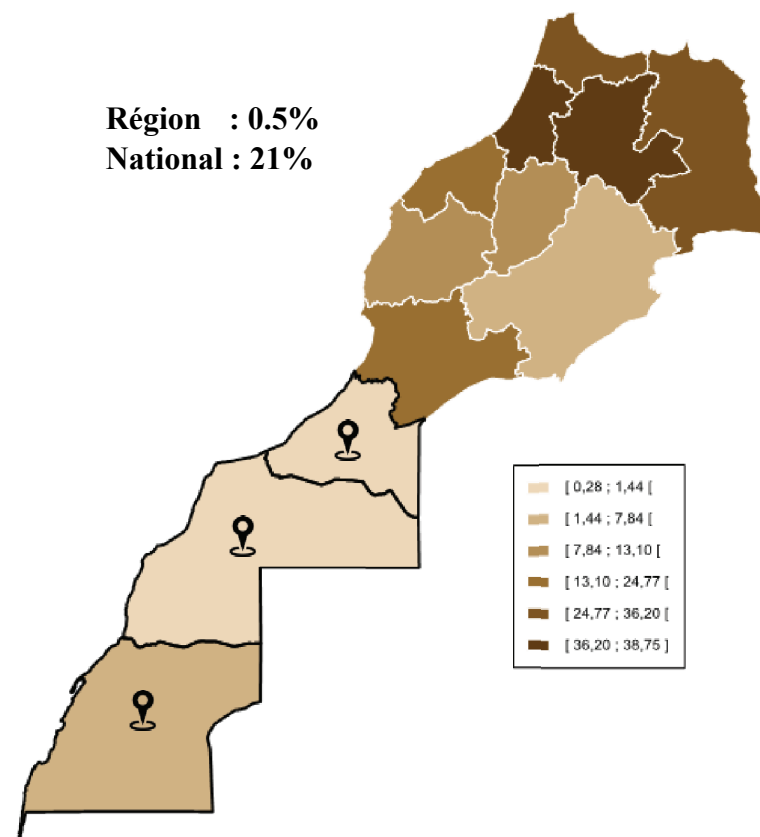 Région : 0.5%
National : 21%
[ 0,28 ; 1,44 [
[ 1,44 ; 7,84 [
[ 7,84 ; 13,10 [
[ 13,10 ; 24,77 [
[ 24,77 ; 36,20 [
[ 36,20 ; 38,75 ]